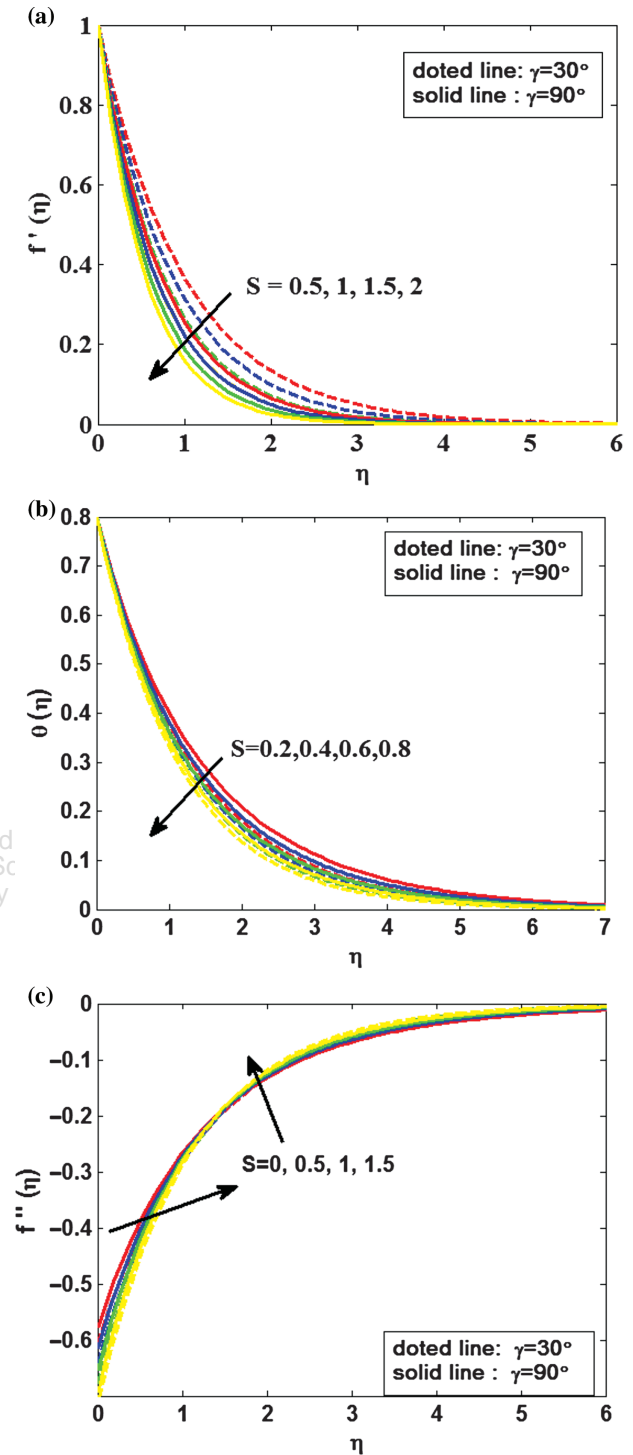 (a)
1
0.8
0.6
0.4
0.2
0
f ' (η)
doted line: γ=30°
solid line : γ=90°
S = 0.5, 1, 1.5, 2
0 1 2 3 4 5 6
η
(b)
0.8
0.7
0.6
0.5
0.4
0.3
0.2
0.1
0
θ (η)
doted line: γ=30°
solid line : γ=90°
S=0.2,0.4,0.6,0.8
0 1 2 3 4 5 6 7
η
d
Sc
y
(c)
0
−0.1
−0.2
−0.3
−0.4
−0.5
−0.6
f '' (η)
S=0, 0.5, 1, 1.5
doted line: γ=30°
solid line : γ=90°
0 1 2 3 4 5 6
η